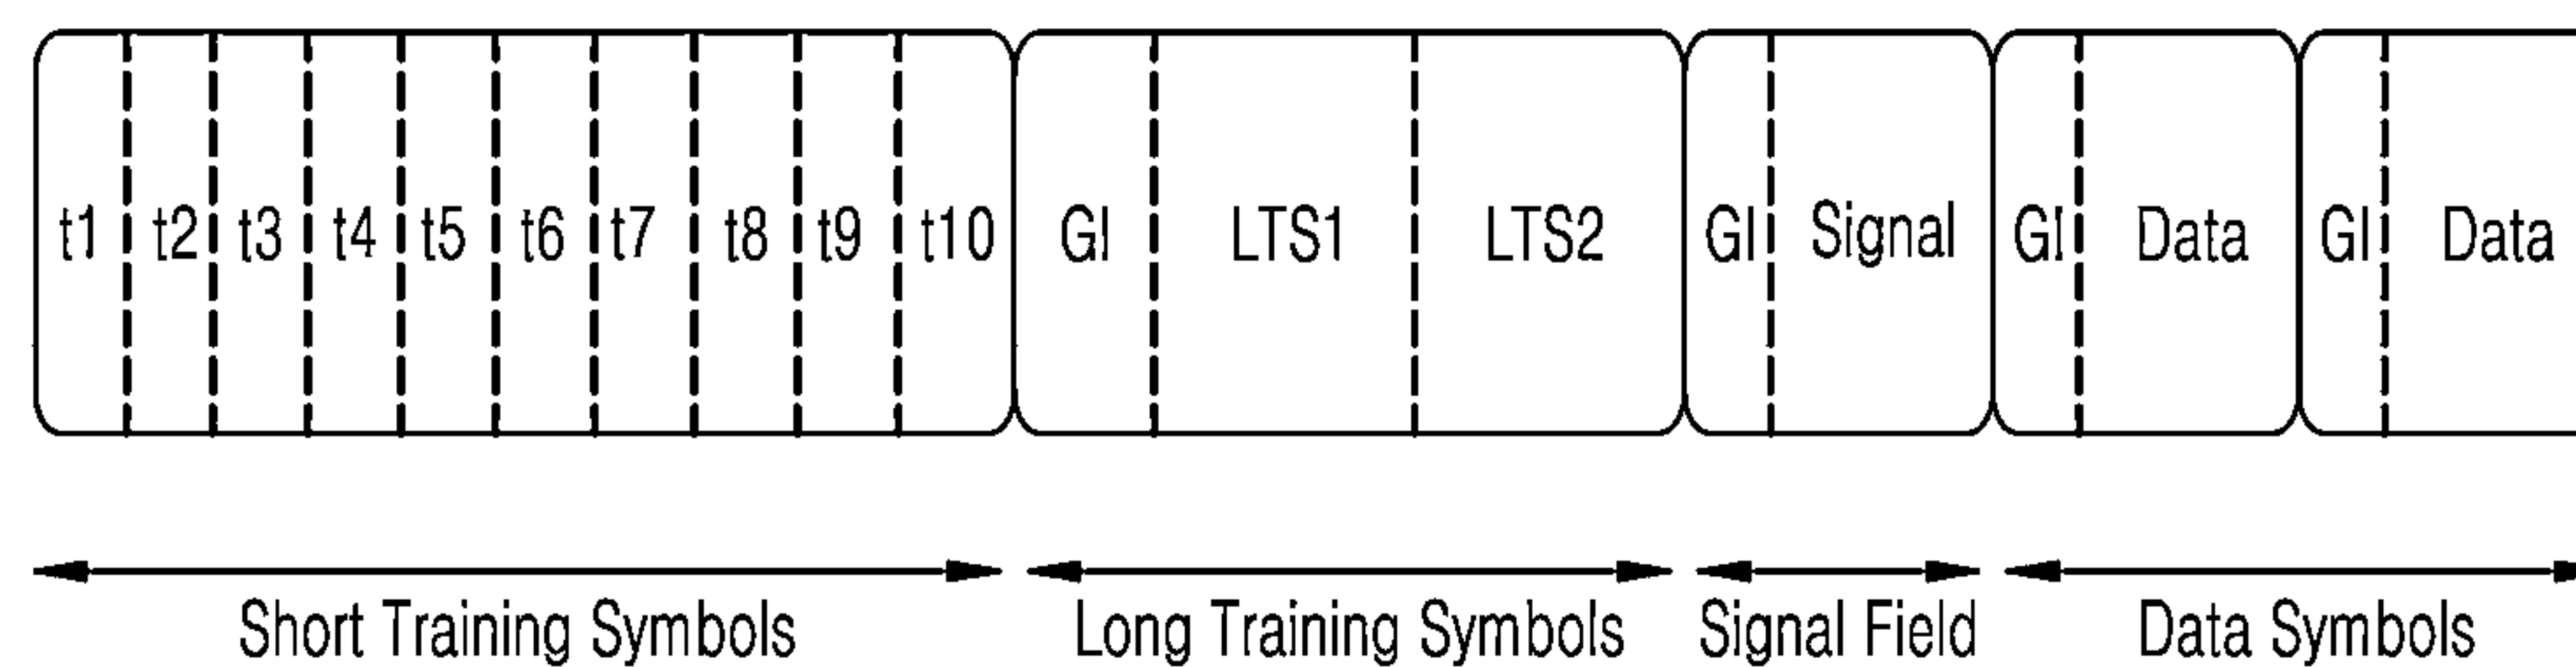 t1 t2 t3 t4 t5 t6 t7 t8 t9 t10 GI LTS1 LTS2 GI Signal GI Data GI Data
Short Training Symbols Long Training Symbols Signal Field Data Symbols